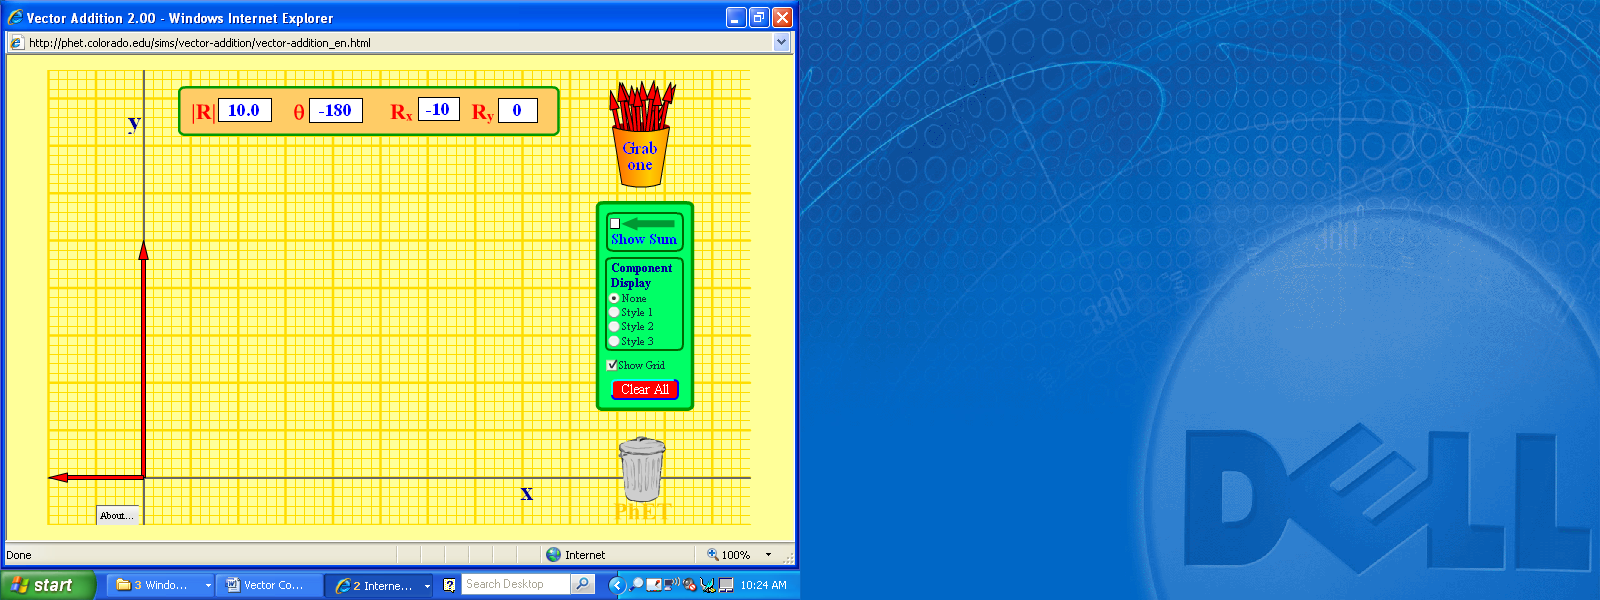 Vector Addition 2.00 - Windows Internet Explorer
http://phet.colorado.edu/sims/vector-addition/vector-addition_en.html
|R| 10.0 θ -180 Rx -10 Ry 0
y
Grab
one
Show Sum
Component
Display
None
Style 1
Style 2
Style 3
Show Grid
Clear All
x
PhET
About...
Done
Internet
100%
start
3 Windo...
Vector Co...
2 Interne...
Search Desktop
10:24 AM
360
330°
DELL